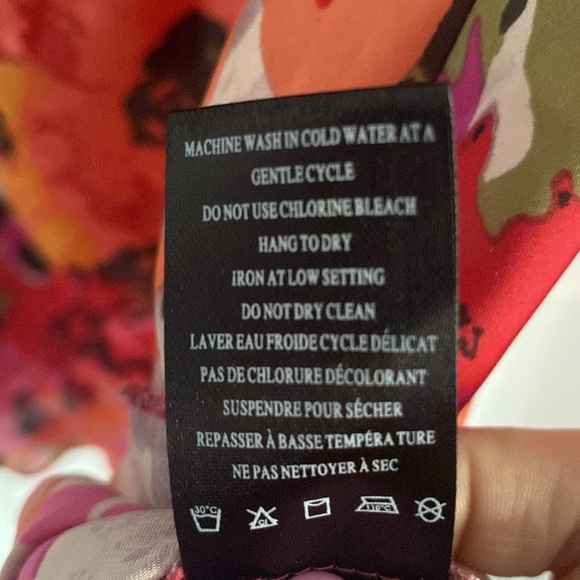 MACHINE WASH IN COLD WATER AT A
GENTLE CYCLE
DO NOT USE CHLORINE BLEACH
HANG TO DRY
IRON AT LOW SETTING
DO NOT DRY CLEAN
LAVER EAU FROIDE CYCLE DÉLICAT
PAS DE CHLORURE DÉCOLORANT
SUSPENDRE POUR SÉCHER
REPASSER À BASSE TEMPÉRA TURE
NE PAS NETTOYER À SEC
30°C CL 110°C